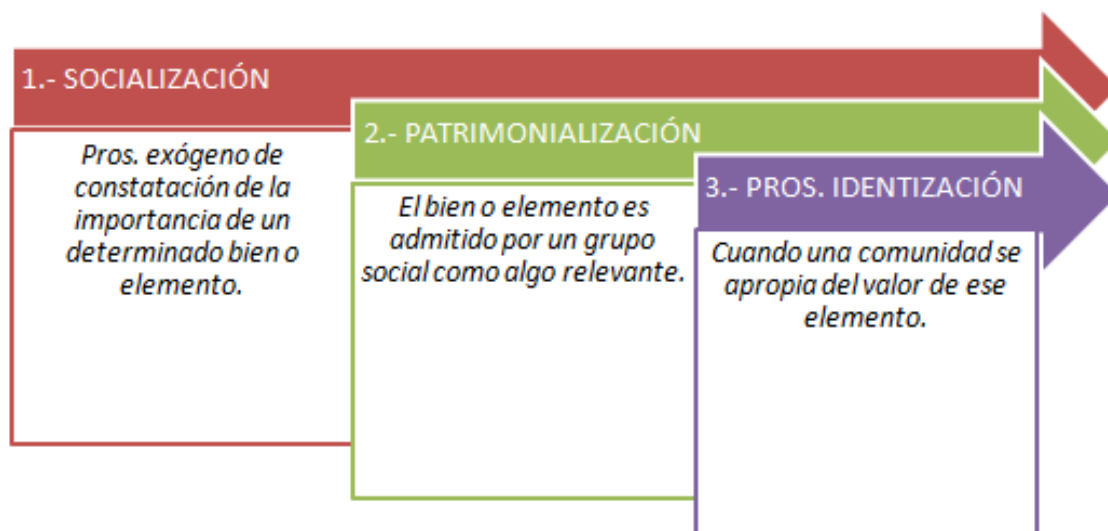 1.- SOCIALIZACIÓN
Pros. exógeno de
constatación de la
importancia de un
determinado bien o
elemento.
2.- PATRIMONIALIZACIÓN
El bien o elemento es
admitido por un grupo
social como algo relevante.
3.- PROS. IDENTIZACIÓN
Cuando una comunidad se
apropia del valor de ese
elemento.